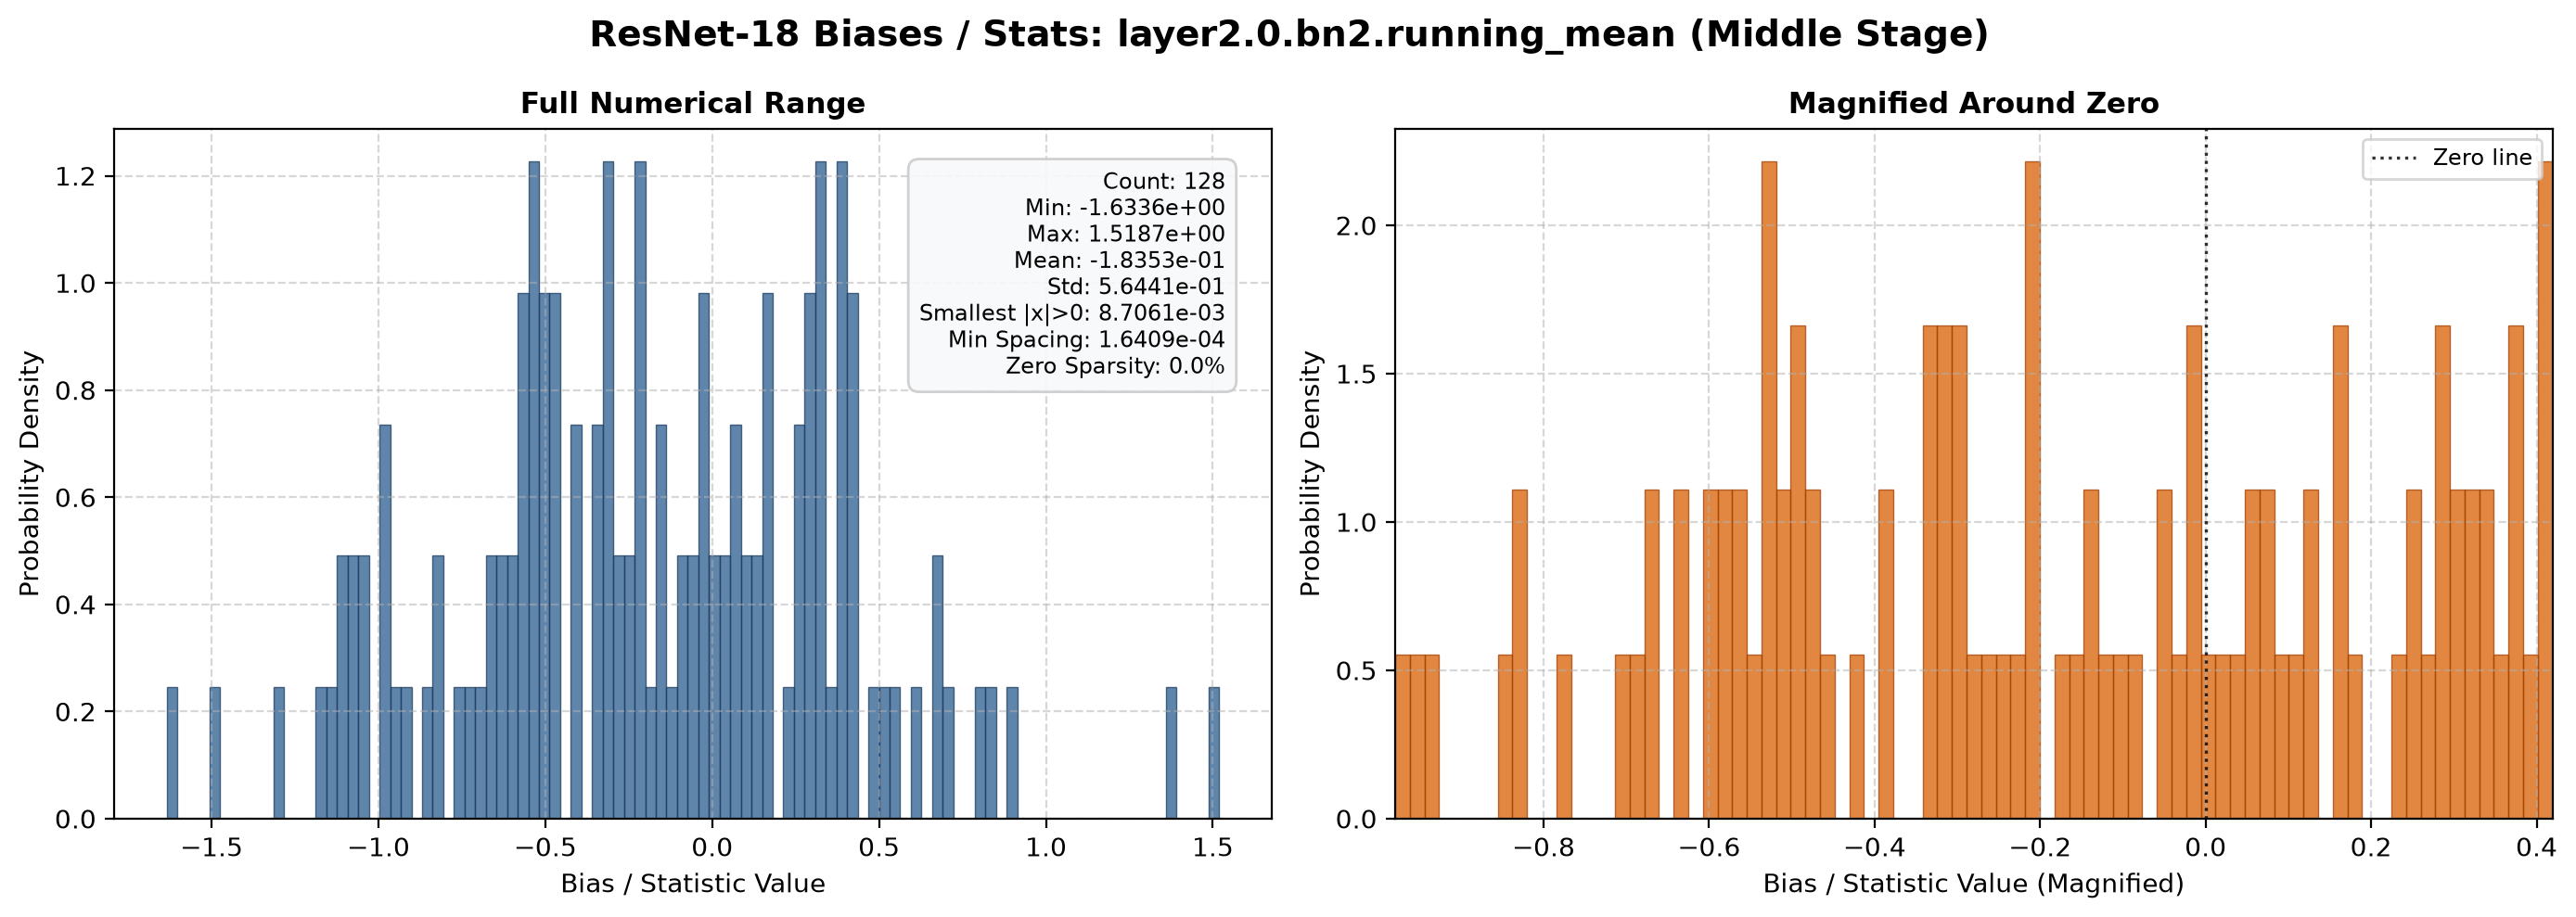 ResNet-18 Biases / Stats: layer2.0.bn2.running_mean (Middle Stage)
Full Numerical Range
Probability Density
1.2
1.0
0.8
0.6
0.4
0.2
0.0
Count: 128
Min: -1.6336e+00
Max: 1.5187e+00
Mean: -1.8353e-01
Std: 5.6441e-01
Smallest |x|>0: 8.7061e-03
Min Spacing: 1.6409e-04
Zero Sparsity: 0.0%
−1.5 −1.0 −0.5 0.0 0.5 1.0 1.5
Bias / Statistic Value
Magnified Around Zero
Probability Density
2.0
1.5
1.0
0.5
0.0
Zero line
−0.8 −0.6 −0.4 −0.2 0.0 0.2 0.4
Bias / Statistic Value (Magnified)